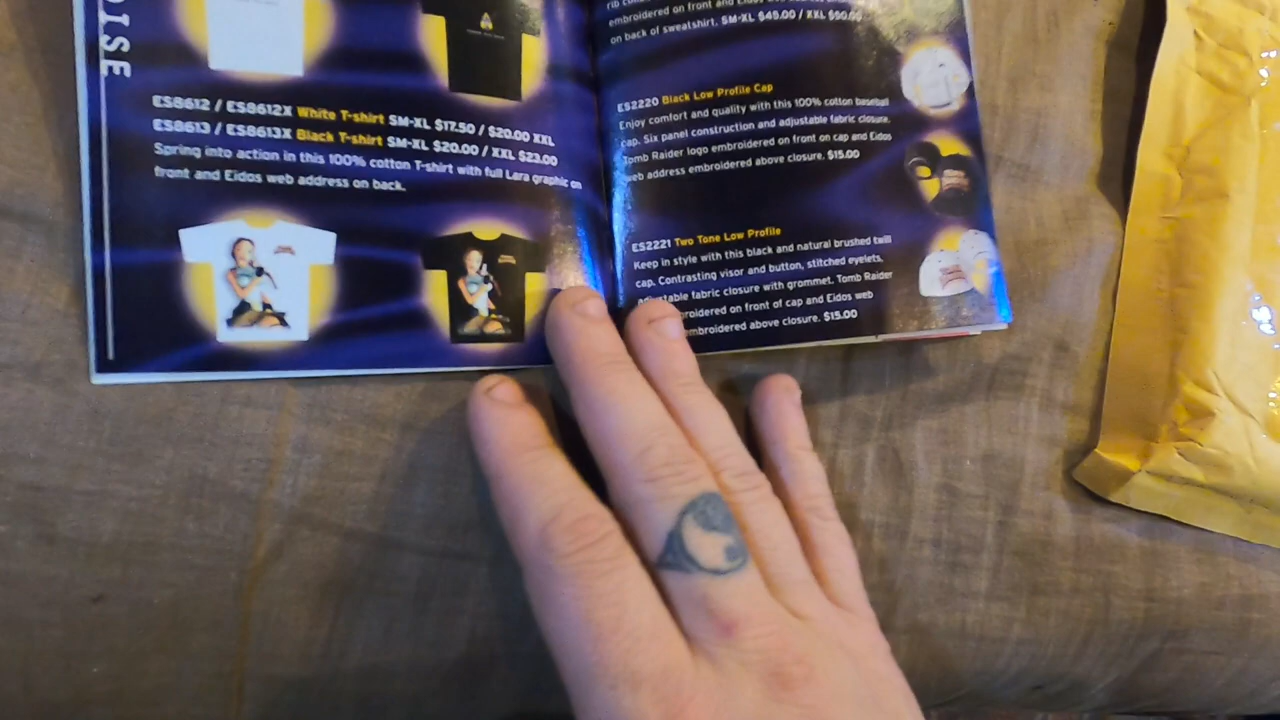 DISE
ES8612 / ES8612X White T-shirt SM-XL $17.50 / $20.00 XXL
ES8613 / ES8613X Black T-shirt SM-XL $20.00 / XXL $23.00
Spring into action in this 100% cotton T-shirt with full Lara graphic on
front and Eidos web address on back.
embroidered on front and Eidos web
on back of sweatshirt. SM-XL $45.00 / XXL $50.00
ES2220 Black Low Profile Cap
Enjoy comfort and quality with this 100% cotton baseball
cap. Six panel construction and adjustable fabric closure.
Tomb Raider logo embroidered on front on cap and Eidos
web address embroidered above closure. $15.00
ES2221 Two Tone Low Profile
Keep in style with this black and natural brushed twill
cap. Contrasting visor and button, stitched eyelets,
adjustable fabric closure with grommet. Tomb Raider
broidered on front of cap and Eidos web
embroidered above closure. $15.00